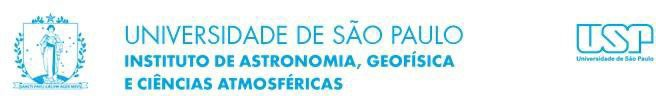 UNIVERSIDADE DE SÃO PAULO
INSTITUTO DE ASTRONOMIA, GEOFÍSICA
E CIÊNCIAS ATMOSFÉRICAS
USP
Universidade de São Paulo